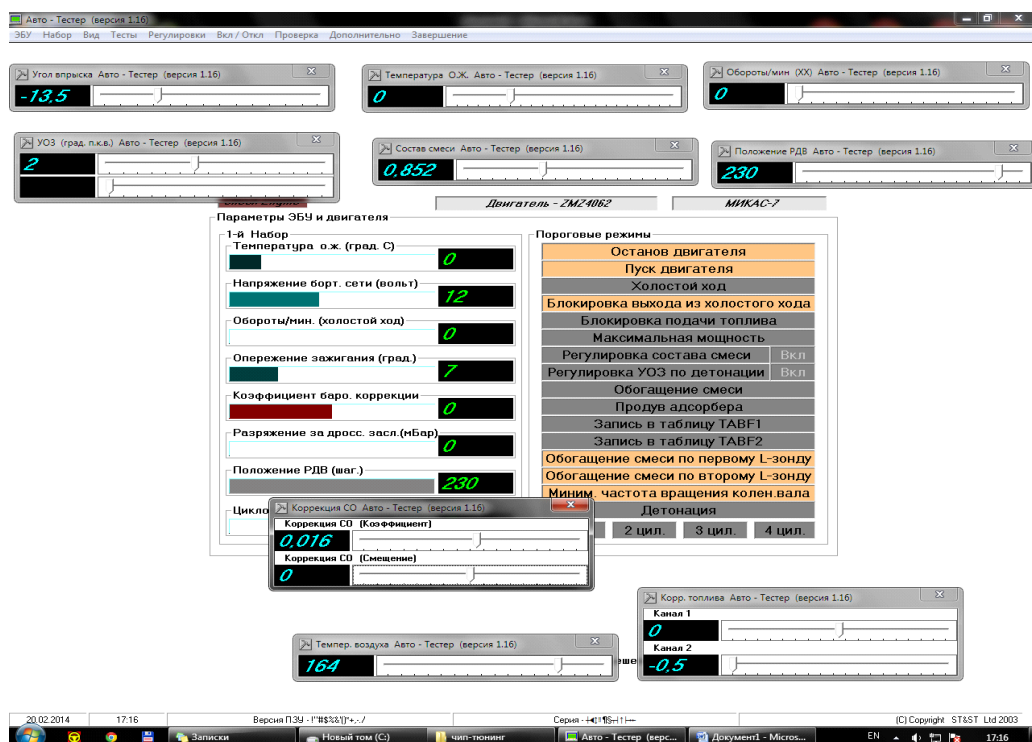 Авто - Тестер (версия 1.16)
ЭБУ Набор Вид Тесты Регулировки Вкл / Откл Проверка Дополнительно Завершение
Угол впрыска Авто - Тестер (версия 1.16)
-13,5
Температура О.Ж. Авто - Тестер (версия 1.16)
0
Обороты/мин (ХХ) Авто - Тестер (версия 1.16)
0
УОЗ (град. п.к.в.) Авто - Тестер (версия 1.16)
2
Состав смеси Авто - Тестер (версия 1.16)
0,852
Положение РДВ Авто - Тестер (версия 1.16)
230
Двигатель - ZMZ4062
МИКАС-7
Параметры ЭБУ и двигателя
1-й Набор
Температура о.ж. (град. С)
0
Напряжение борт. сети (вольт)
12
Обороты/мин. (холостой ход)
0
Опережение зажигания (град.)
7
Коэффициент баро. коррекции
0
Разряжение за дросс. засл.(мБар)
0
Положение РДВ (шаг.)
230
Цикло
Пороговые режимы
Останов двигателя
Пуск двигателя
Холостой ход
Блокировка выхода из холостого хода
Блокировка подачи топлива
Максимальная мощность
Регулировка состава смеси Вкл
Регулировка УОЗ по детонации Вкл
Обогащение смеси
Продув адсорбера
Запись в таблицу TABF1
Запись в таблицу TABF2
Обогащение смеси по первому L-зонду
Обогащение смеси по второму L-зонду
Миним. частота вращения колен.вала
Детонация
2 цил. 3 цил. 4 цил.
Коррекция СО Авто - Тестер (версия 1.16)
Коррекция СО (Коэффициент)
0,016
Коррекция СО (Смещение)
0
Корр. топлива Авто - Тестер (версия 1.16)
Канал 1
0
Канал 2
-0,5
Темпер. воздуха Авто - Тестер (версия 1.16)
164
еше
20.02.2014 17:16 Версия ПЗУ - !"#$%&'()*+,-./ Серия - (C) Copyright ST&ST Ltd 2003
Записки Новый том (C:) чип-тюнинг Авто - Тестер (верс... Документ1 - Micros... EN 17:16